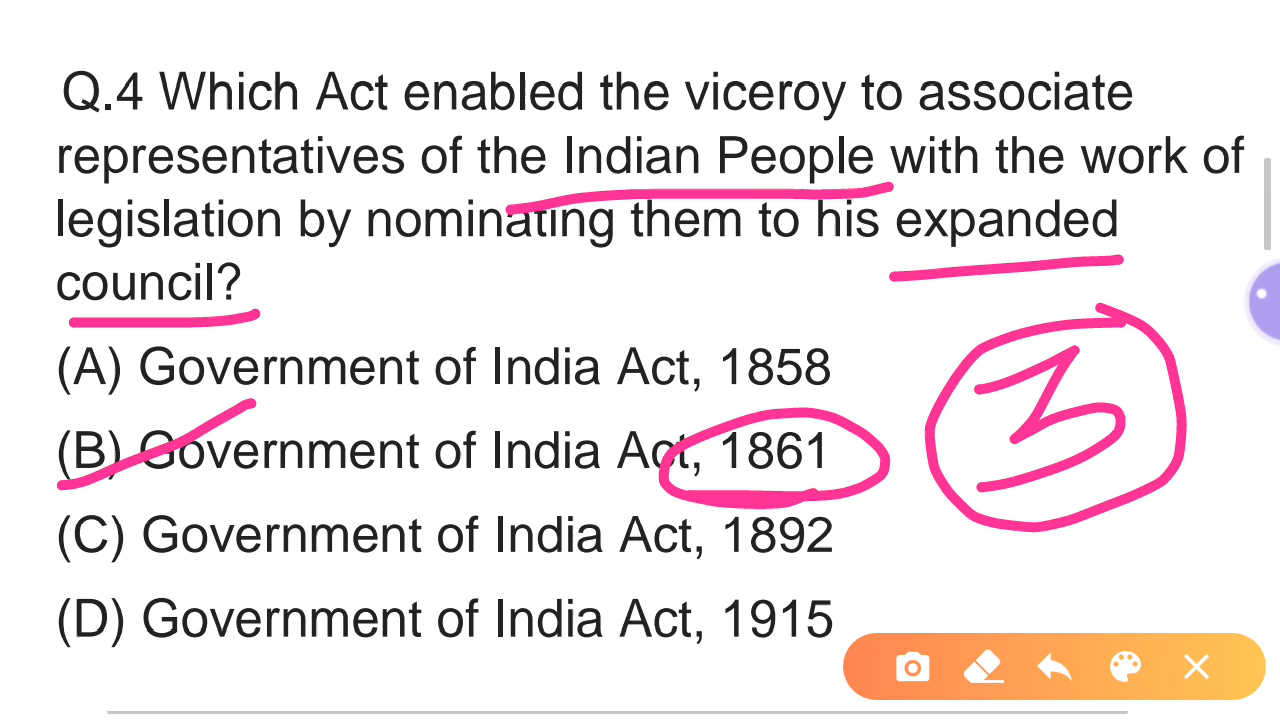 Q.4 Which Act enabled the viceroy to associate
representatives of the Indian People with the work of
legislation by nominating them to his expanded
council?
(A) Government of India Act, 1858
(B) Government of India Act, 1861
3
(C) Government of India Act, 1892
(D) Government of India Act, 1915